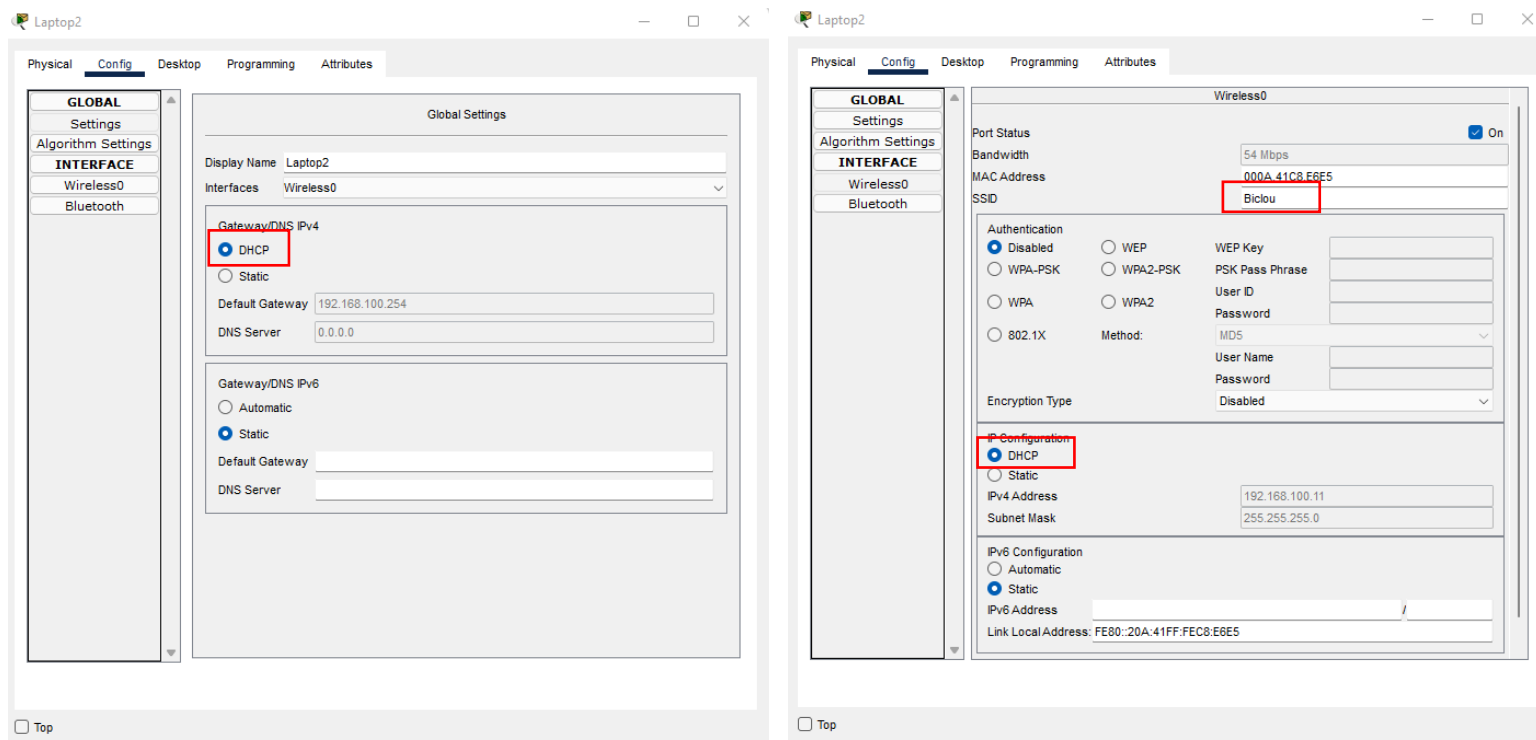 Laptop2
Physical Config Desktop Programming Attributes
GLOBAL
Settings
Algorithm Settings
INTERFACE
Wireless0
Bluetooth
Global Settings
Display Name Laptop2
Interfaces Wireless0
Gateway/DNS IPv4
DHCP
Static
Default Gateway 192.168.100.254
DNS Server 0.0.0.0
Gateway/DNS IPv6
Automatic
Static
Default Gateway
DNS Server
Top
Laptop2
Physical Config Desktop Programming Attributes
GLOBAL
Settings
Algorithm Settings
INTERFACE
Wireless0
Bluetooth
Wireless0
Port Status On
Bandwidth 54 Mbps
MAC Address 000A.41C8.E6E5
SSID Biclou
Authentication
Disabled WEP WEP Key
WPA-PSK WPA2-PSK PSK Pass Phrase
User ID
WPA WPA2
Password
802.1X Method: MD5
User Name
Password
Encryption Type Disabled
IP Configuration
DHCP
Static
IPv4 Address 192.168.100.11
Subnet Mask 255.255.255.0
IPv6 Configuration
Automatic
Static
IPv6 Address /
Link Local Address: FE80::20A:41FF:FEC8:E6E5
Top